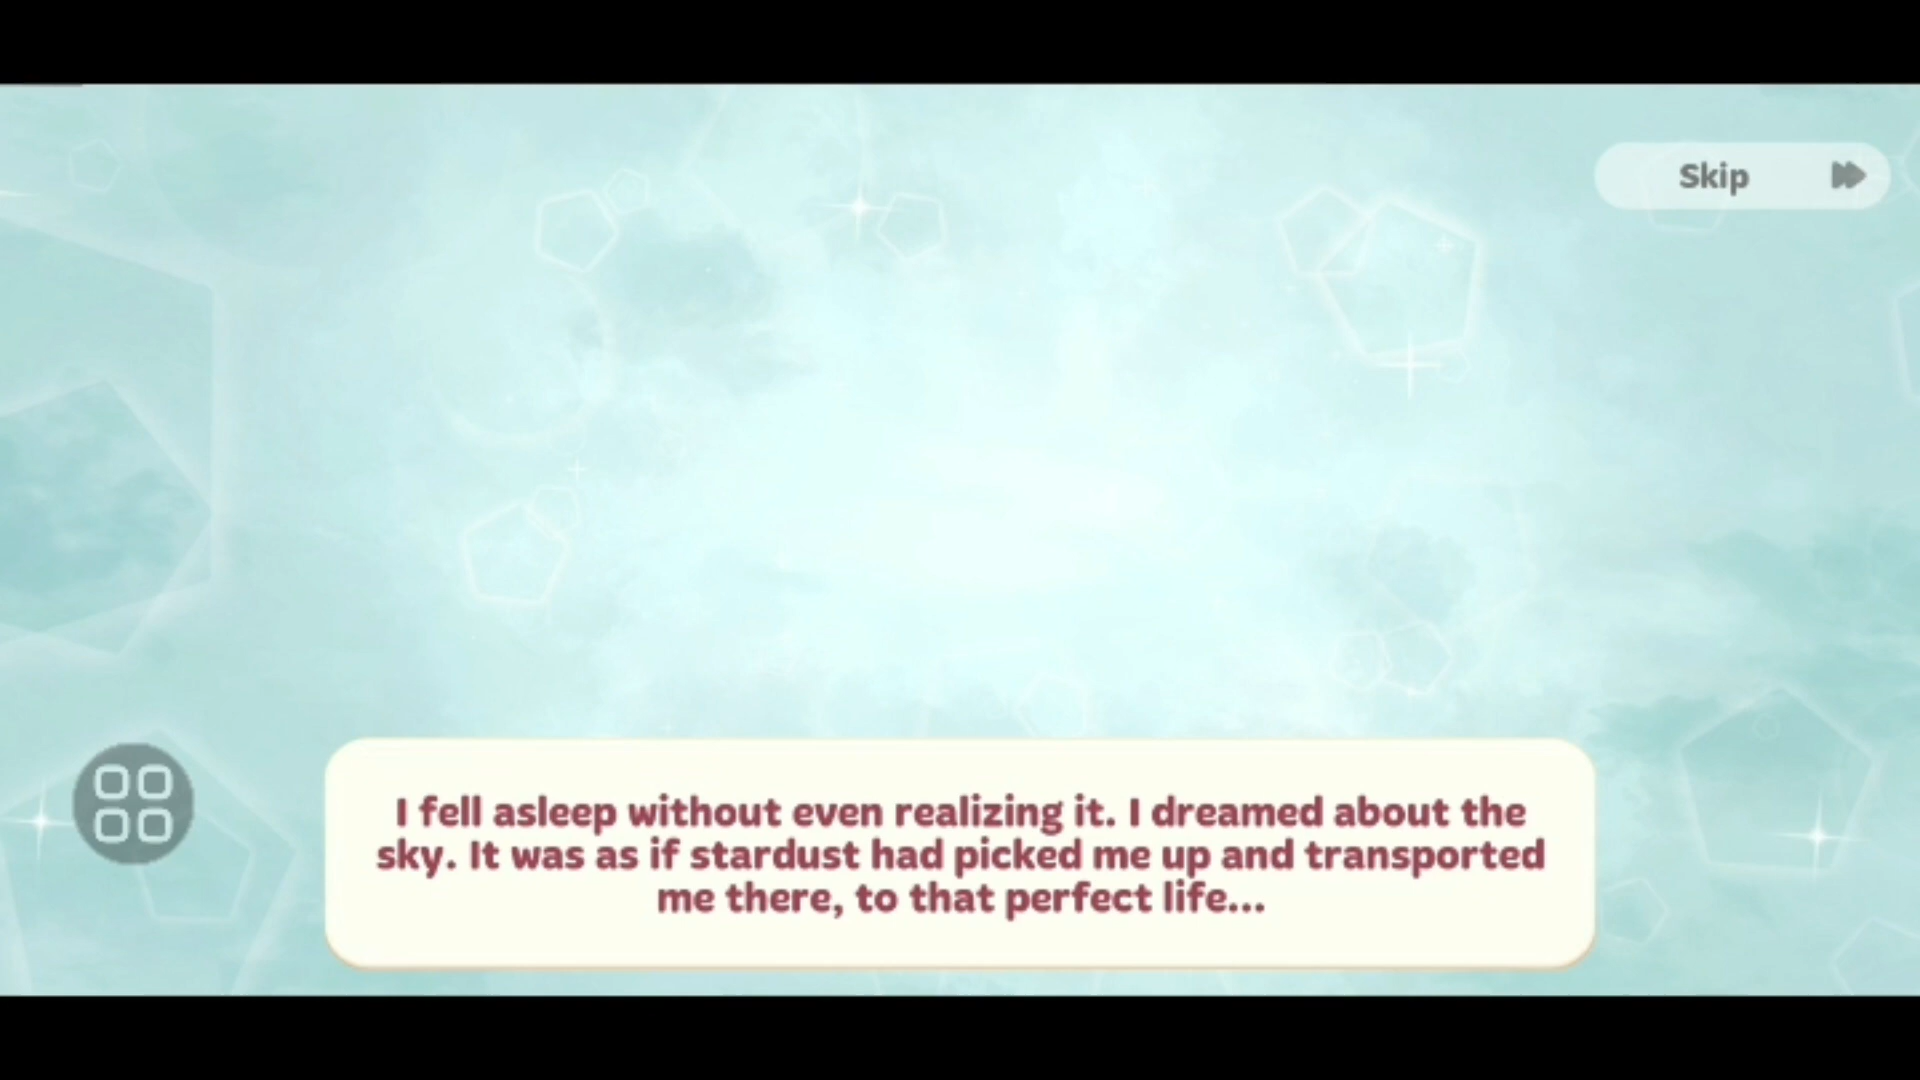 Skip
I fell asleep without even realizing it. I dreamed about the
sky. It was as if stardust had picked me up and transported
me there, to that perfect life...